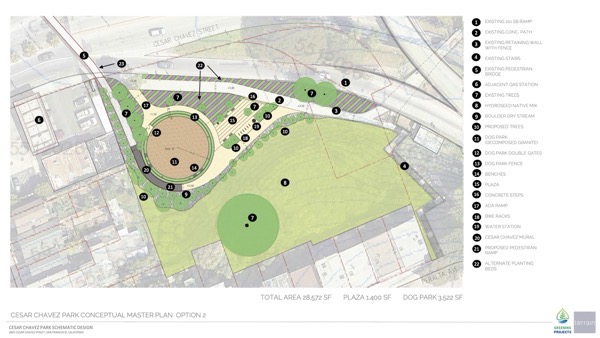 CESAR CHAVEZ STREET
1 EXISTING 101 SB RAMP
2 EXISTING CONC. PATH
3 EXISTING RETAINING WALL
WITH FENCE
4 EXISTING STAIRS
5 EXISTING PEDESTRIAN
BRIDGE
6 ADJACENT GAS STATION
7 EXISTING TREES
8 HYDROSEED NATIVE MIX
9 BOULDER DRY STREAM
10 PROPOSED TREES
11 DOG PARK
(DECOMPOSED GRANITE)
12 DOG PARK DOUBLE GATES
13 DOG PARK FENCE
14 BENCHES
15 PLAZA
16 CONCRETE STEPS
17 ADA RAMP
18 BIKE RACKS
19 WATER STATION
20 CESAR CHAVEZ MURAL
21 PROPOSED PEDESTRIAN
RAMP
22 ALTERNATE PLANTING
BEDS
PERALTA AVE
TOTAL AREA 28,572 SF PLAZA 1,400 SF DOG PARK 3,522 SF
CESAR CHAVEZ PARK CONCEPTUAL MASTER PLAN OPTION 2
CESAR CHAVEZ PARK SCHEMATIC DESIGN
GREENING
PROJECTS
terrain